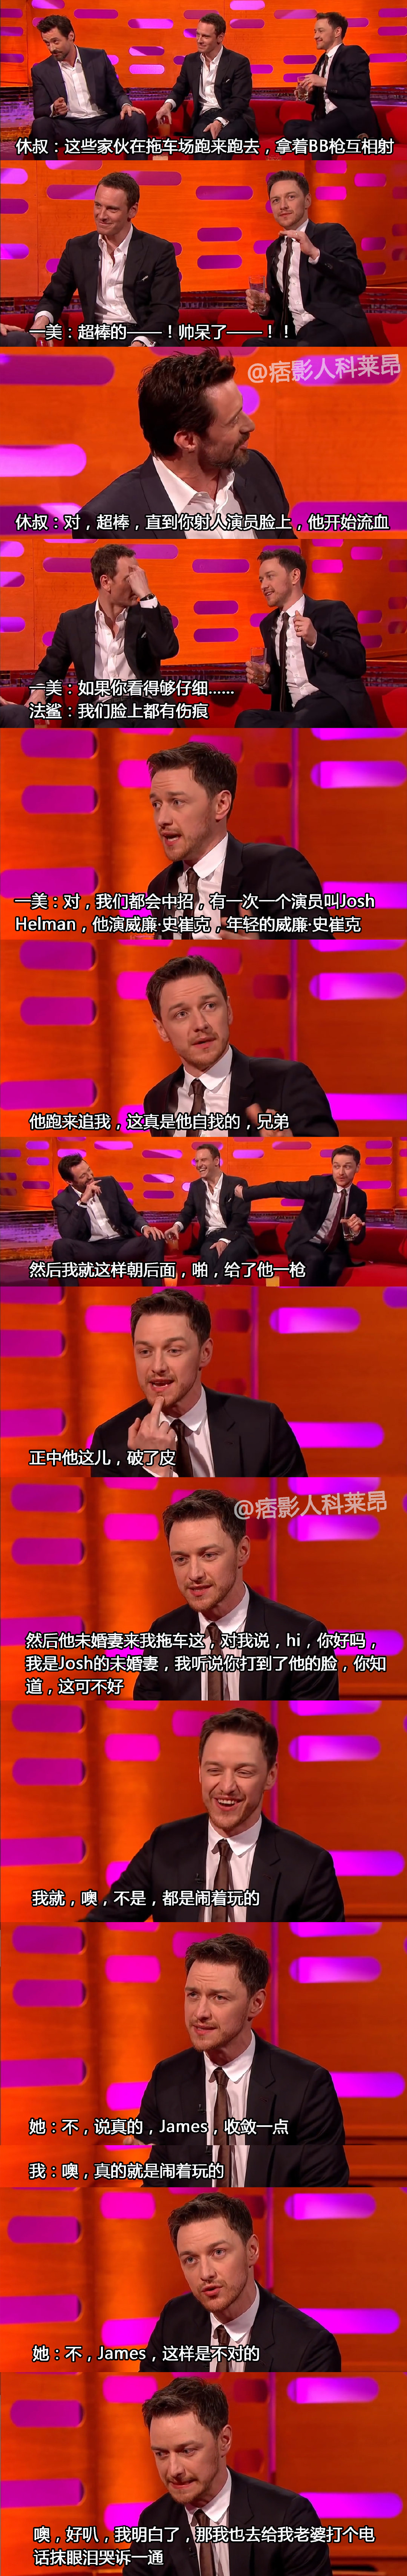 休叔：这些家伙在拖车场跑来跑去，拿着BB枪互相射
一美：超棒的——！帅呆了——！！
@痞影人科莱昂
休叔：对，超棒，直到你射人演员脸上，他开始流血
一美：如果你看得够仔细......
法鲨：我们脸上都有伤痕
一美：对，我们都会中招，有一次一个演员叫Josh
Helman，他演威廉·史崔克，年轻的威廉·史崔克
他跑来追我，这真是他自找的，兄弟
然后我就这样朝后面，啪，给了他一枪
正中他这儿，破了皮
@痞影人科莱昂
然后他未婚妻来我拖车这，对我说，hi，你好吗，
我是Josh的未婚妻，我听说你打到了他的脸，你知
道，这可不好
我就，噢，不是，都是闹着玩的
她：不，说真的，James，收敛一点
我：噢，真的就是闹着玩的
她：不，James，这样是不对的
噢，好叭，我明白了，那我也去给我老婆打个电
话抹眼泪哭诉一通